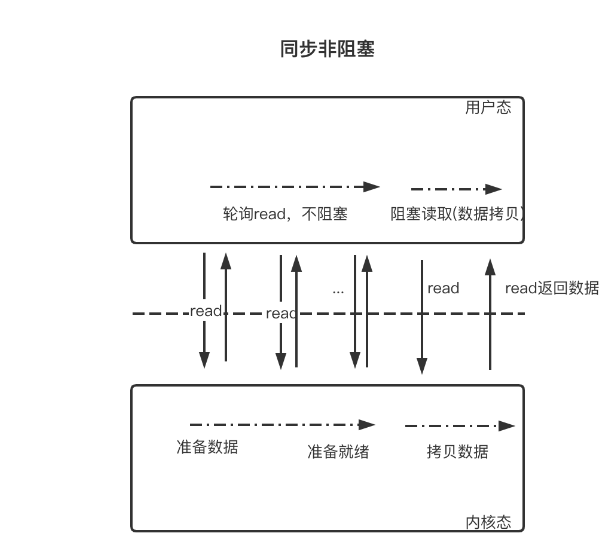 同步非阻塞
用户态
轮询read，不阻塞
阻塞读取(数据拷贝)
read
read
...
read
read返回数据
准备数据
准备就绪
拷贝数据
内核态